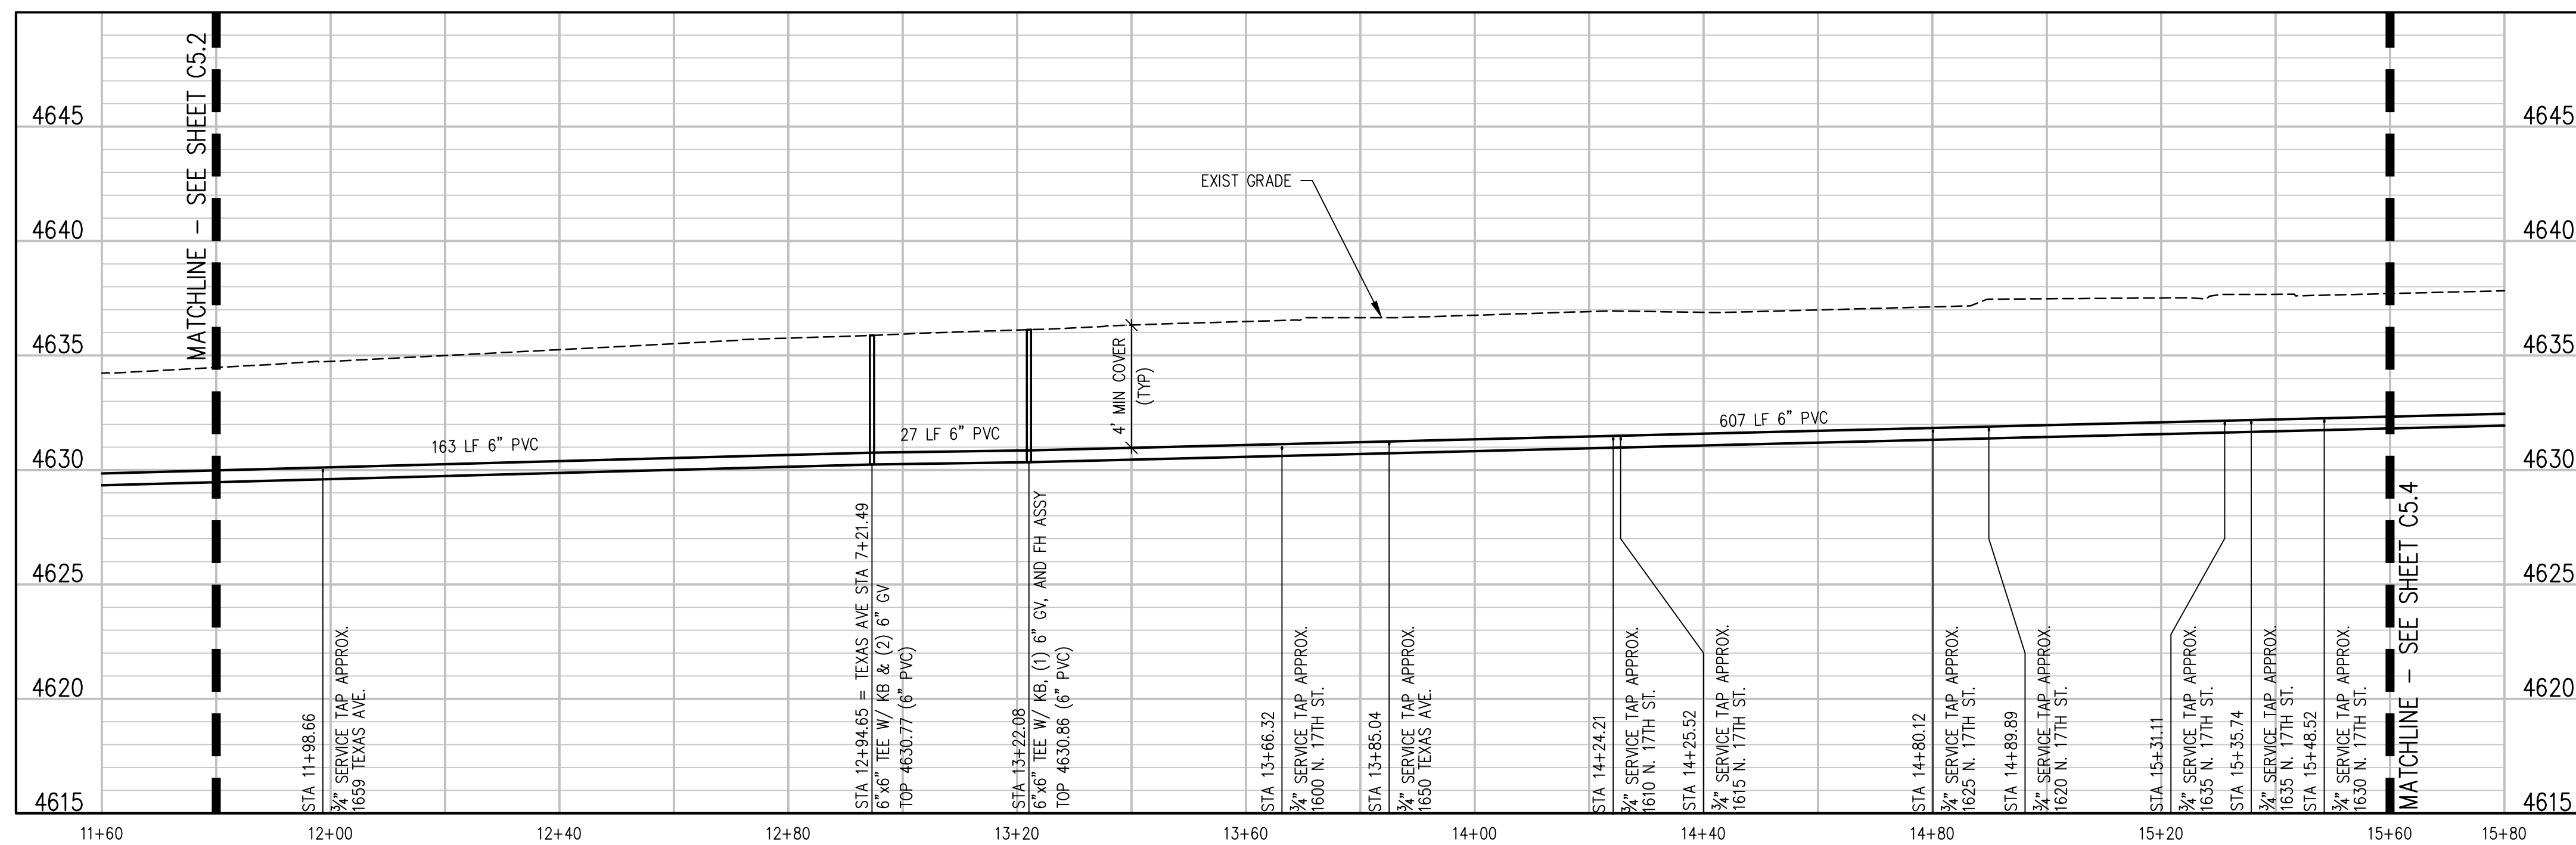 MATCHLINE - SEE SHEET C5.2
4645
4640
4635
4630
4625
4620
4615
4645
4640
4635
4630
4625
4620
4615
EXIST GRADE
4' MIN COVER
(TYP)
163 LF 6" PVC
27 LF 6" PVC
607 LF 6" PVC
STA 11+98.66
¾" SERVICE TAP APPROX.
1659 TEXAS AVE.
STA 12+94.65 = TEXAS AVE STA 7+21.49
6"x6" TEE W/ KB & (2) 6" GV
TOP 4630.77 (6" PVC)
STA 13+22.08
6"x6" TEE W/ KB, (1) 6" GV, AND FH ASSY
TOP 4630.86 (6" PVC)
STA 13+66.32
¾" SERVICE TAP APPROX.
1600 N. 17TH ST.
STA 13+85.04
¾" SERVICE TAP APPROX.
1650 TEXAS AVE.
STA 14+24.21
¾" SERVICE TAP APPROX.
1610 N. 17TH ST.
STA 14+25.52
¾" SERVICE TAP APPROX.
1615 N. 17TH ST.
STA 14+80.12
¾" SERVICE TAP APPROX.
1625 N. 17TH ST.
STA 14+89.89
¾" SERVICE TAP APPROX.
1620 N. 17TH ST.
STA 15+31.11
¾" SERVICE TAP APPROX.
1635 N. 17TH ST.
STA 15+35.74
¾" SERVICE TAP APPROX.
1635 N. 17TH ST.
STA 15+48.52
¾" SERVICE TAP APPROX.
1630 N. 17TH ST.
MATCHLINE - SEE SHEET C5.4
11+60
12+00
12+40
12+80
13+20
13+60
14+00
14+40
14+80
15+20
15+60
15+80